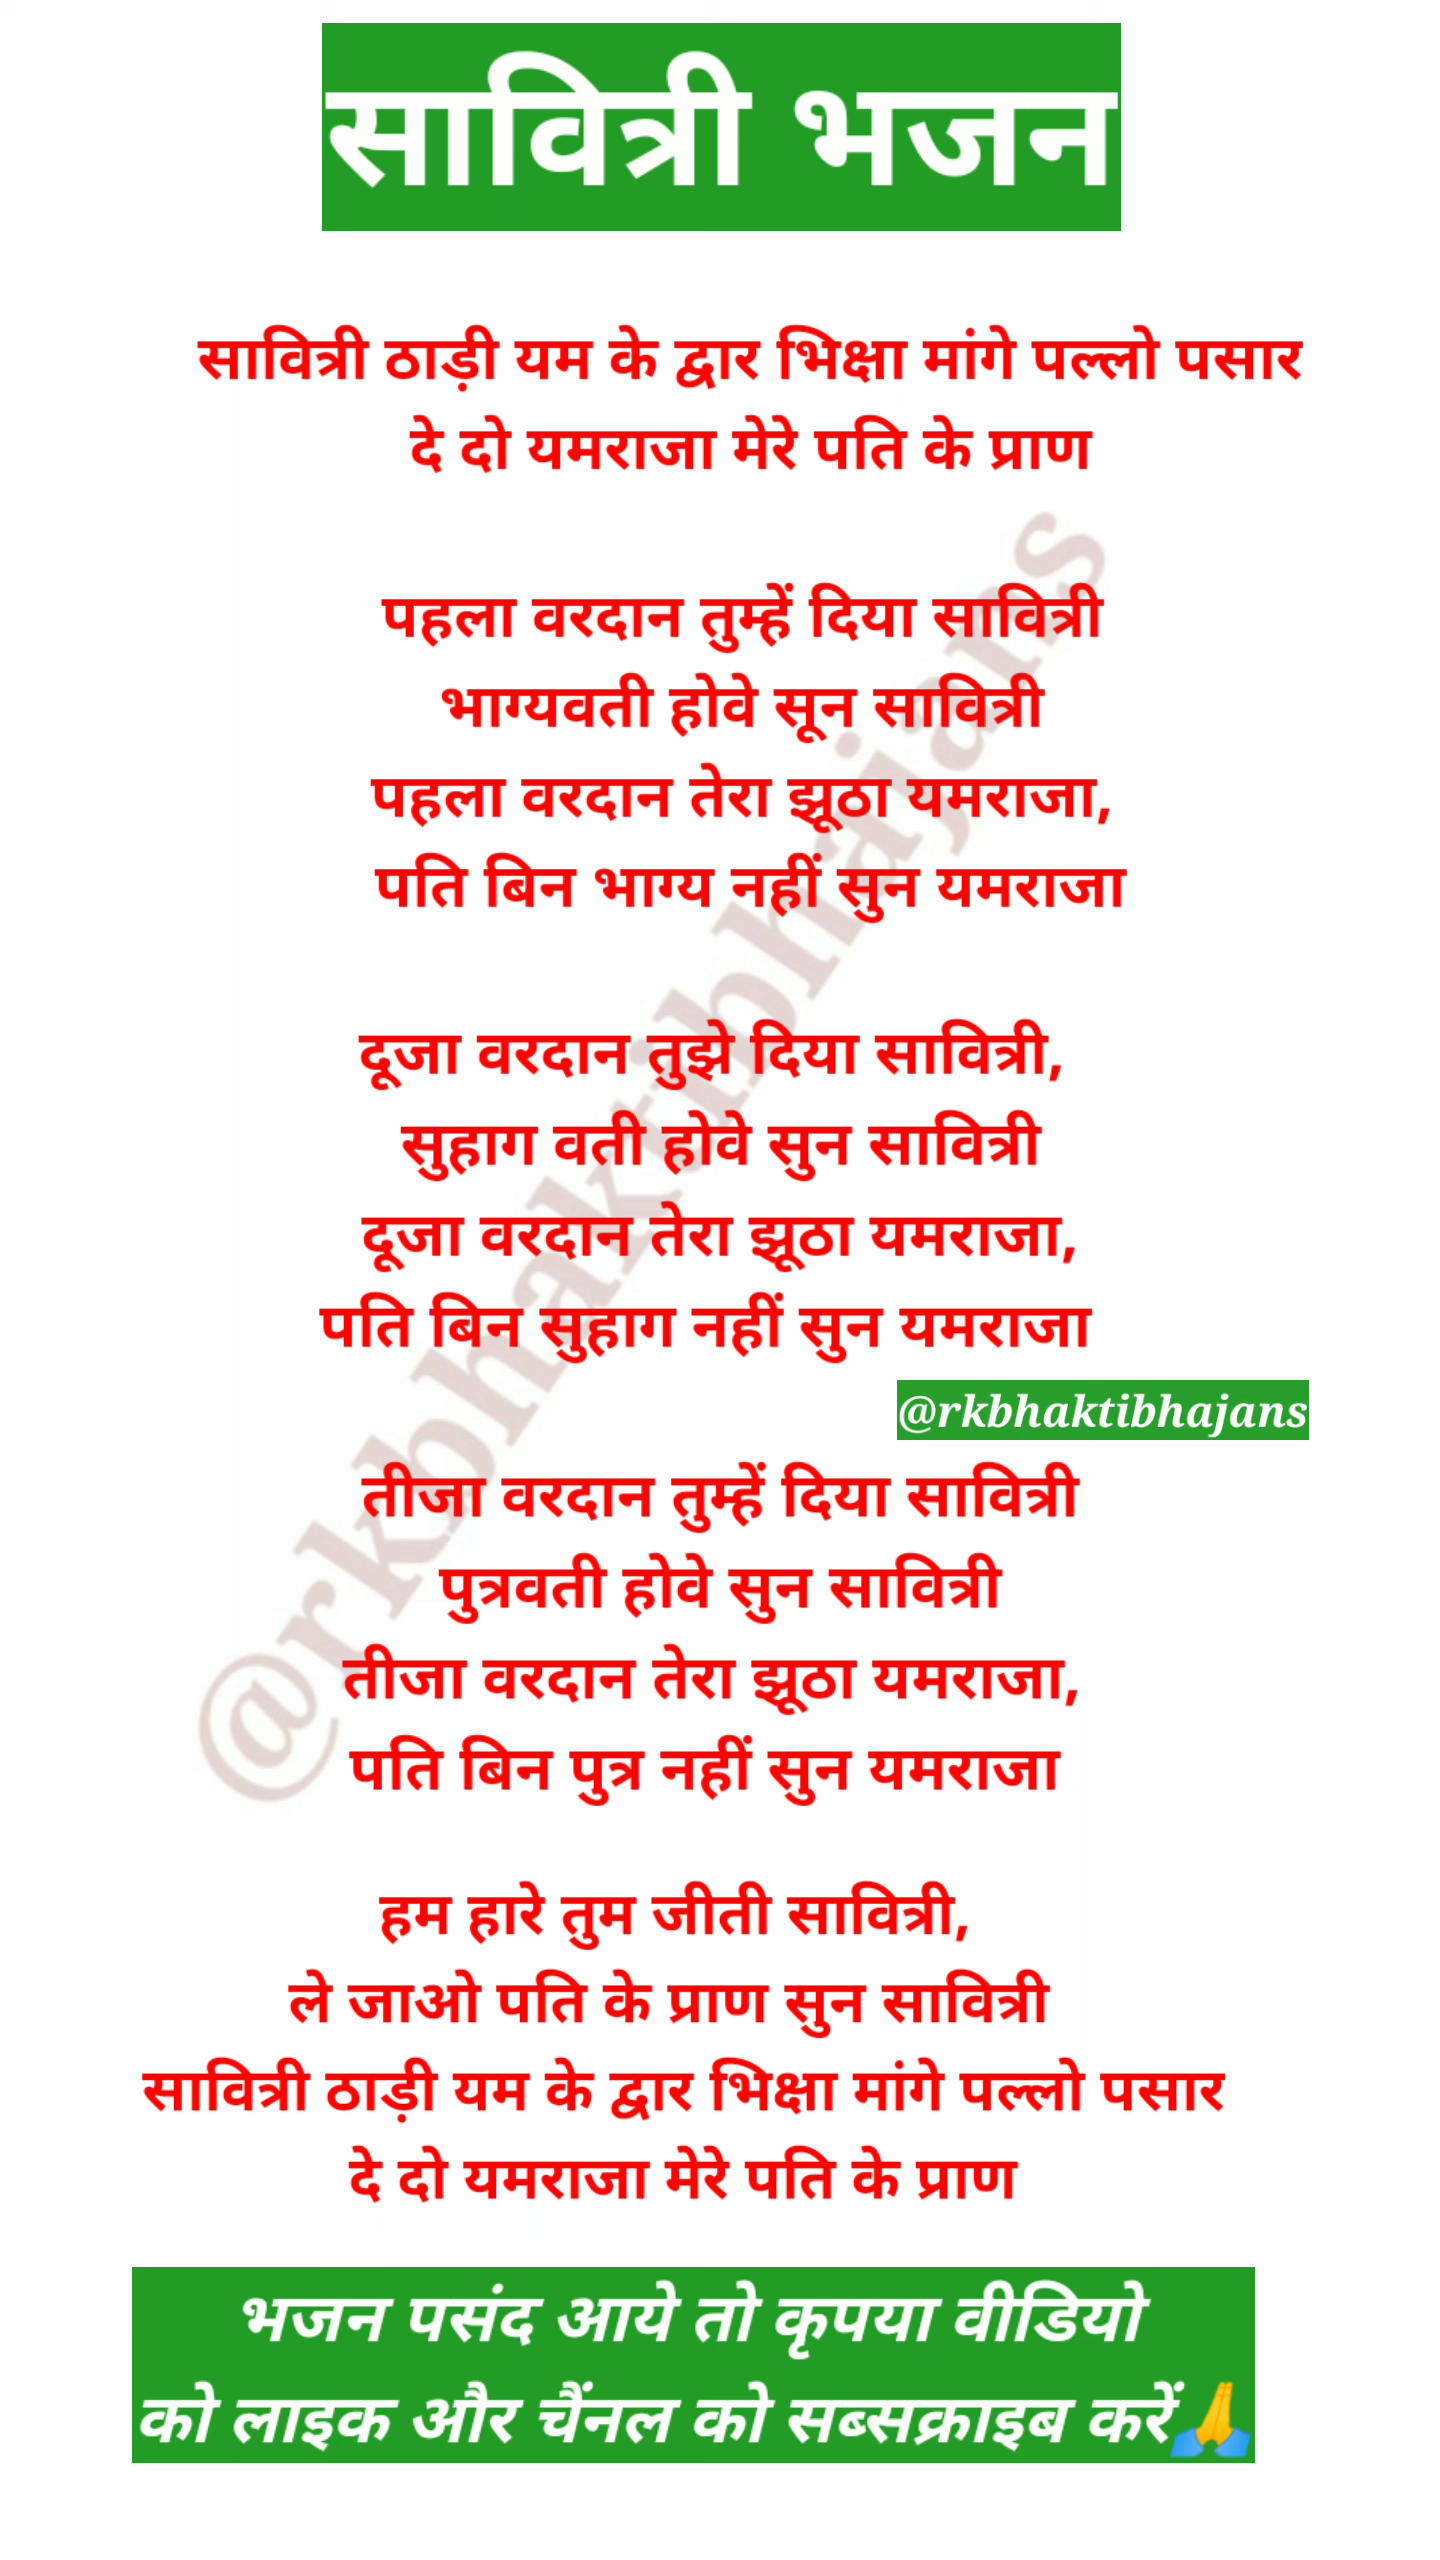 सावित्री भजन
सावित्री ठाड़ी यम के द्वार भिक्षा मांगे पल्लो पसार
दे दो यमराजा मेरे पति के प्राण
पहला वरदान तुम्हें दिया सावित्री
भाग्यवती होवे सून सावित्री
पहला वरदान तेरा झूठा यमराजा,
पति बिन भाग्य नहीं सुन यमराजा
दूजा वरदान तुझे दिया सावित्री,
सुहाग वती होवे सुन सावित्री
दूजा वरदान तेरा झूठा यमराजा,
पति बिन सुहाग नहीं सुन यमराजा
@rkbhaktibhajans
तीजा वरदान तुम्हें दिया सावित्री
पुत्रवती होवे सुन सावित्री
तीजा वरदान तेरा झूठा यमराजा,
पति बिन पुत्र नहीं सुन यमराजा
हम हारे तुम जीती सावित्री,
ले जाओ पति के प्राण सुन सावित्री
सावित्री ठाड़ी यम के द्वार भिक्षा मांगे पल्लो पसार
दे दो यमराजा मेरे पति के प्राण
भजन पसंद आये तो कृपया वीडियो
को लाइक और चैंनल को सब्सक्राइब करें🙏
@rkbhaktibhajans